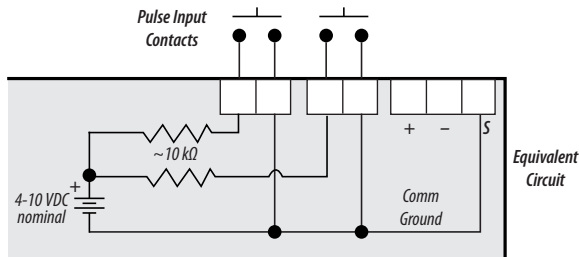 Pulse Input
Contacts
+ – S
~10 kΩ
+
4-10 VDC
nominal
Comm
Ground
Equivalent
Circuit